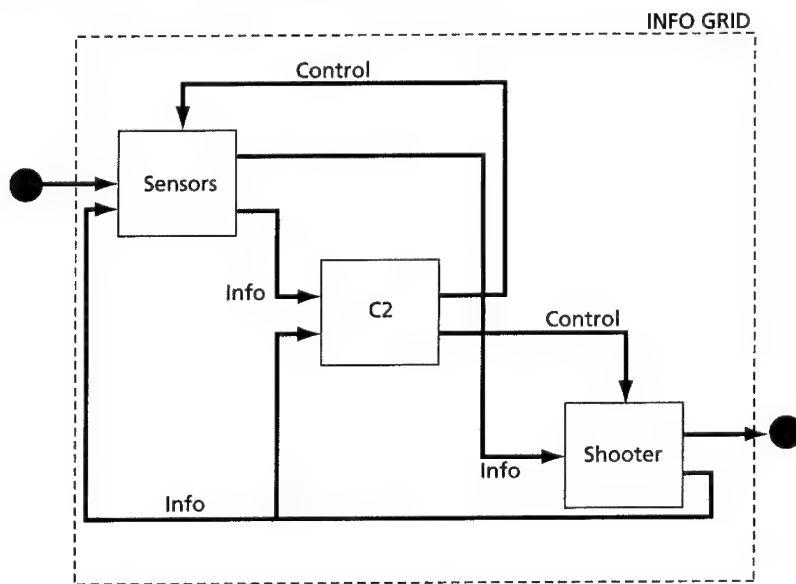 INFO GRID
Control
Sensors
Info
C2
Control
Shooter
Info
Info